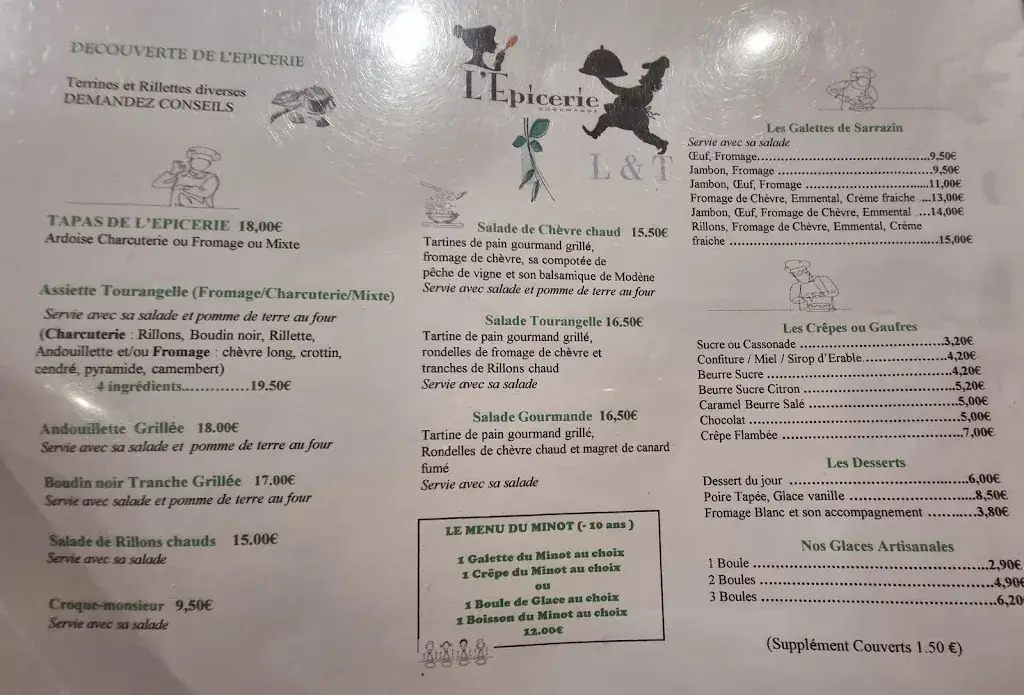 DECOUVERTE DE L'EPICERIE
Terrines et Rillettes diverses
DEMANDEZ CONSEILS
TAPAS DE L'EPICERIE 18,00€
Ardoise Charcuterie ou Fromage ou Mixte
Assiette Tourangelle (Fromage/Charcuterie/Mixte)
Servie avec sa salade et pomme de terre au four
(Charcuterie : Rillons, Boudin noir, Rillette,
Andouillette et/ou Fromage : chèvre long, crottin,
cendré, pyramide, camembert)
4 ingrédients.............19.50€
Andouillette Grillée 18.00€
Servie avec sa salade et pomme de terre au four
Boudin noir Tranche Grillée 17.00€
Servie avec salade et pomme de terre au four
Salade de Rillons chauds 15.00€
Servie avec sa salade
Croque-monsieur 9,50€
Servie avec sa salade
L'Epicerie
GOURMANDE
L & T
Salade de Chèvre chaud 15.50€
Tartines de pain gourmand grillé,
fromage de chèvre, sa compotée de
pêche de vigne et son balsamique de Modène
Servie avec salade et pomme de terre au four
Salade Tourangelle 16.50€
Tartine de pain gourmand grillé,
rondelles de fromage de chèvre et
tranches de Rillons chaud
Servie avec sa salade
Salade Gourmande 16,50€
Tartine de pain gourmand grillé,
Rondelles de chèvre chaud et magret de canard
fumé
Servie avec sa salade
LE MENU DU MINOT (- 10 ans )
1 Galette du Minot au choix
1 Crêpe du Minot au choix
ou
1 Boule de Glace au choix
1 Boisson du Minot au choix
12.00€
Les Galettes de Sarrazin
Servie avec sa salade
Œuf, Fromage.....................................................9,50€
Jambon, Fromage ...............................................9,50€
Jambon, Œuf, Fromage ......................................11,00€
Fromage de Chèvre, Emmental, Crème fraiche ....13,00€
Jambon, Œuf, Fromage de Chèvre, Emmental ....14,00€
Rillons, Fromage de Chèvre, Emmental, Crème
fraiche ................................................................15,00€
Les Crêpes ou Gaufres
Sucre ou Cassonade ............................................3,20€
Confiture / Miel / Sirop d'Erable.........................4,20€
Beurre Sucre .......................................................4,20€
Beurre Sucre Citron .............................................5,20€
Caramel Beurre Salé ............................................5,00€
Chocolat ..............................................................5,00€
Crêpe Flambée .....................................................7,00€
Les Desserts
Dessert du jour ...................................................6,00€
Poire Tapée, Glace vanille ...................................8,50€
Fromage Blanc et son accompagnement ...........3,80€
Nos Glaces Artisanales
1 Boule .................................................................2,90€
2 Boules ................................................................4,90€
3 Boules ................................................................6,20
(Supplément Couverts 1.50 €)